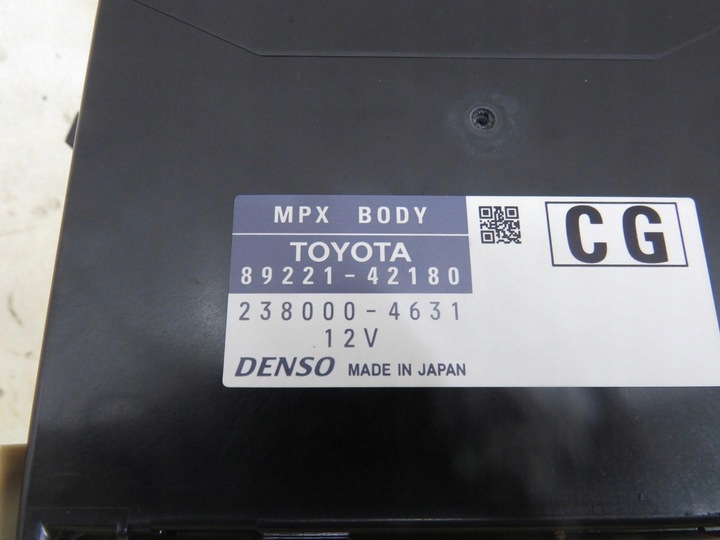 MPX BODY
TOYOTA
89221-42180
238000-4631
12V
DENSO MADE IN JAPAN
CG